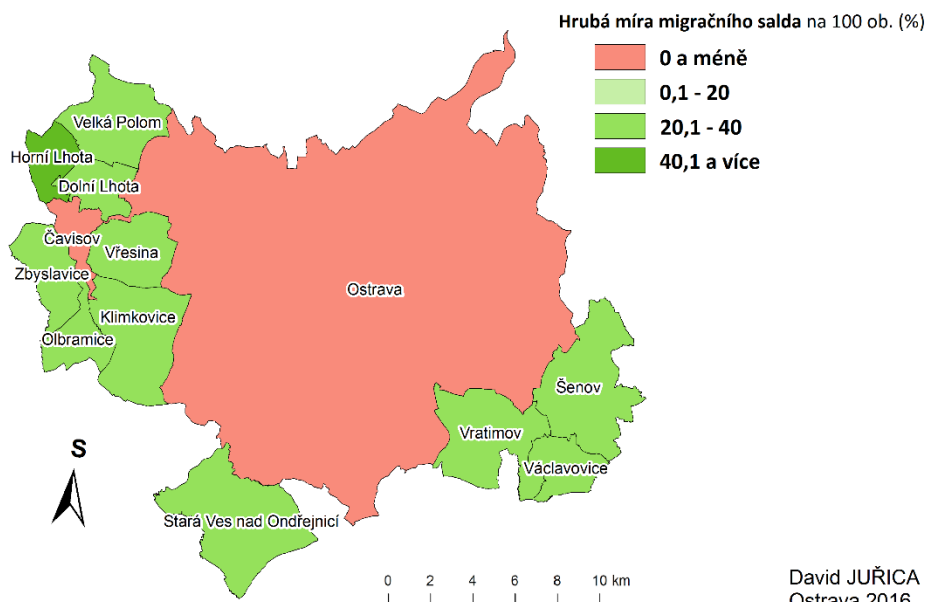 Hrubá míra migračního salda na 100 ob. (%)
0 a méně
0,1 - 20
20,1 - 40
40,1 a více
Velká Polom
Horní Lhota
Dolní Lhota
Čavisov
Vřesina
Zbyslavice
Ostrava
Klimkovice
Olbramice
Šenov
Vratimov
Václavovice
S
Stará Ves nad Ondřejnicí
0 2 4 6 8 10 km
David JUŘICA
Ostrava 2016